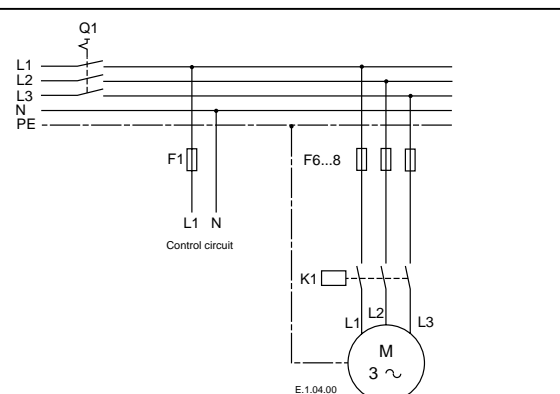 Q1
L1
L2
L3
N
PE
F1
F6...8
L1 N
Control circuit
K1
L1
L2
L3
M
3 ~
E.1.04.00